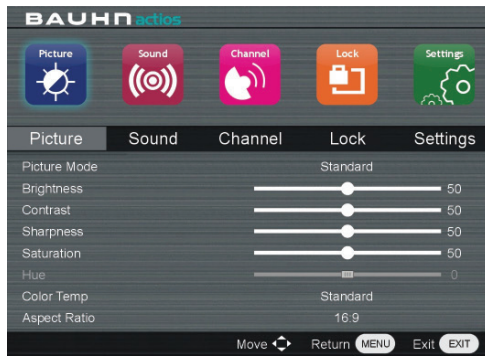 BAUHN actios
Picture Sound Channel Lock Settings
Picture Sound Channel Lock Settings
Picture Mode Standard
Brightness 50
Contrast 50
Sharpness 50
Saturation 50
Hue 0
Color Temp Standard
Aspect Ratio 16:9
Move Return MENU Exit EXIT